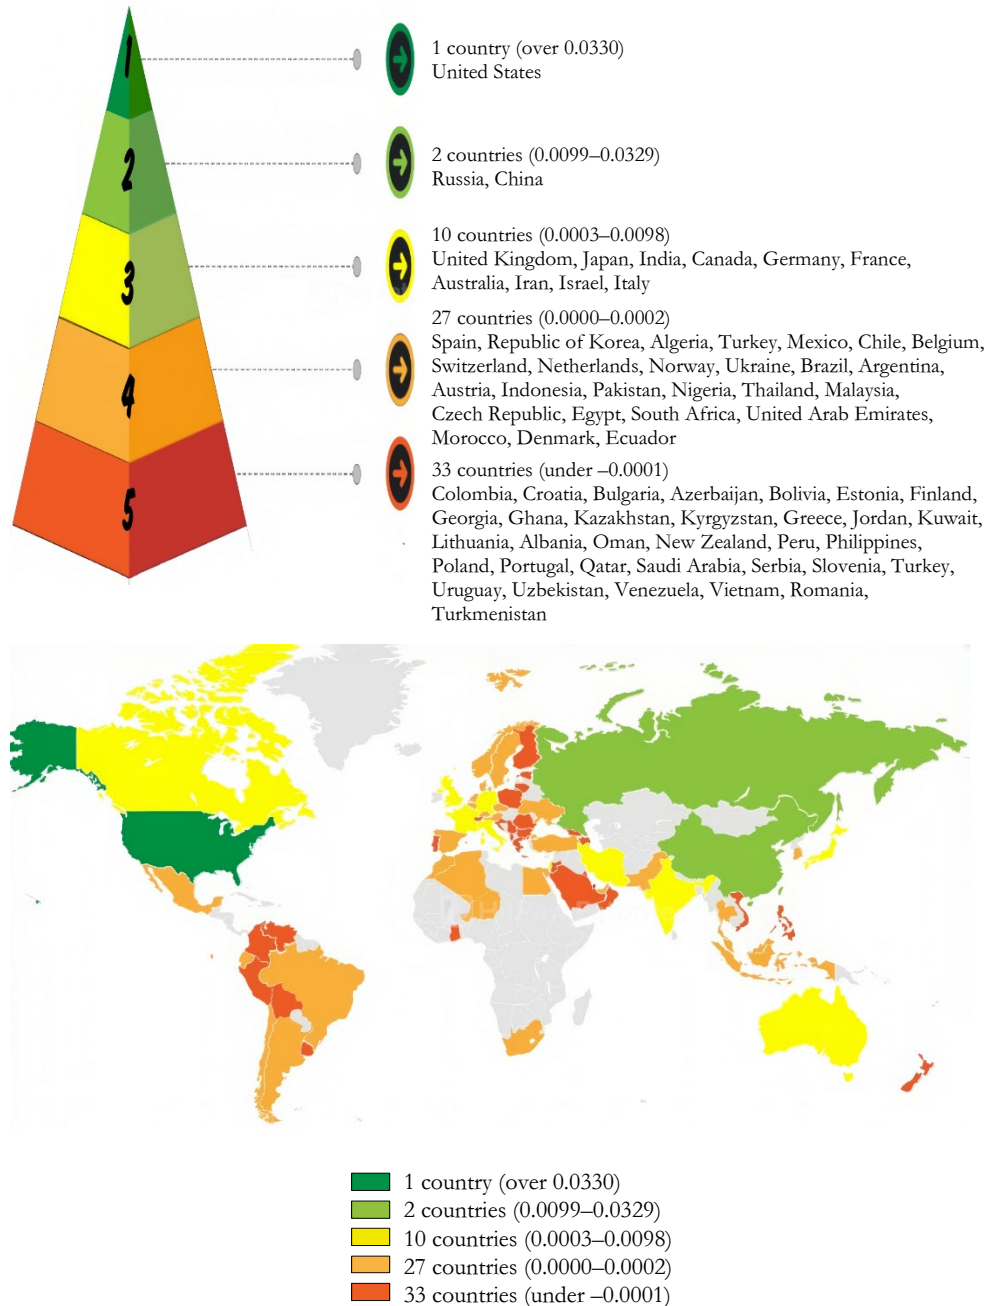 1
1 country (over 0.0330)
United States
2
2 countries (0.0099–0.0329)
Russia, China
3
10 countries (0.0003–0.0098)
United Kingdom, Japan, India, Canada, Germany, France,
Australia, Iran, Israel, Italy
4
27 countries (0.0000–0.0002)
Spain, Republic of Korea, Algeria, Turkey, Mexico, Chile, Belgium,
Switzerland, Netherlands, Norway, Ukraine, Brazil, Argentina,
Austria, Indonesia, Pakistan, Nigeria, Thailand, Malaysia,
Czech Republic, Egypt, South Africa, United Arab Emirates,
Morocco, Denmark, Ecuador
5
33 countries (under –0.0001)
Colombia, Croatia, Bulgaria, Azerbaijan, Bolivia, Estonia, Finland,
Georgia, Ghana, Kazakhstan, Kyrgyzstan, Greece, Jordan, Kuwait,
Lithuania, Albania, Oman, New Zealand, Peru, Philippines,
Poland, Portugal, Qatar, Saudi Arabia, Serbia, Slovenia, Turkey,
Uruguay, Uzbekistan, Venezuela, Vietnam, Romania,
Turkmenistan
1 country (over 0.0330)
2 countries (0.0099–0.0329)
10 countries (0.0003–0.0098)
27 countries (0.0000–0.0002)
33 countries (under –0.0001)